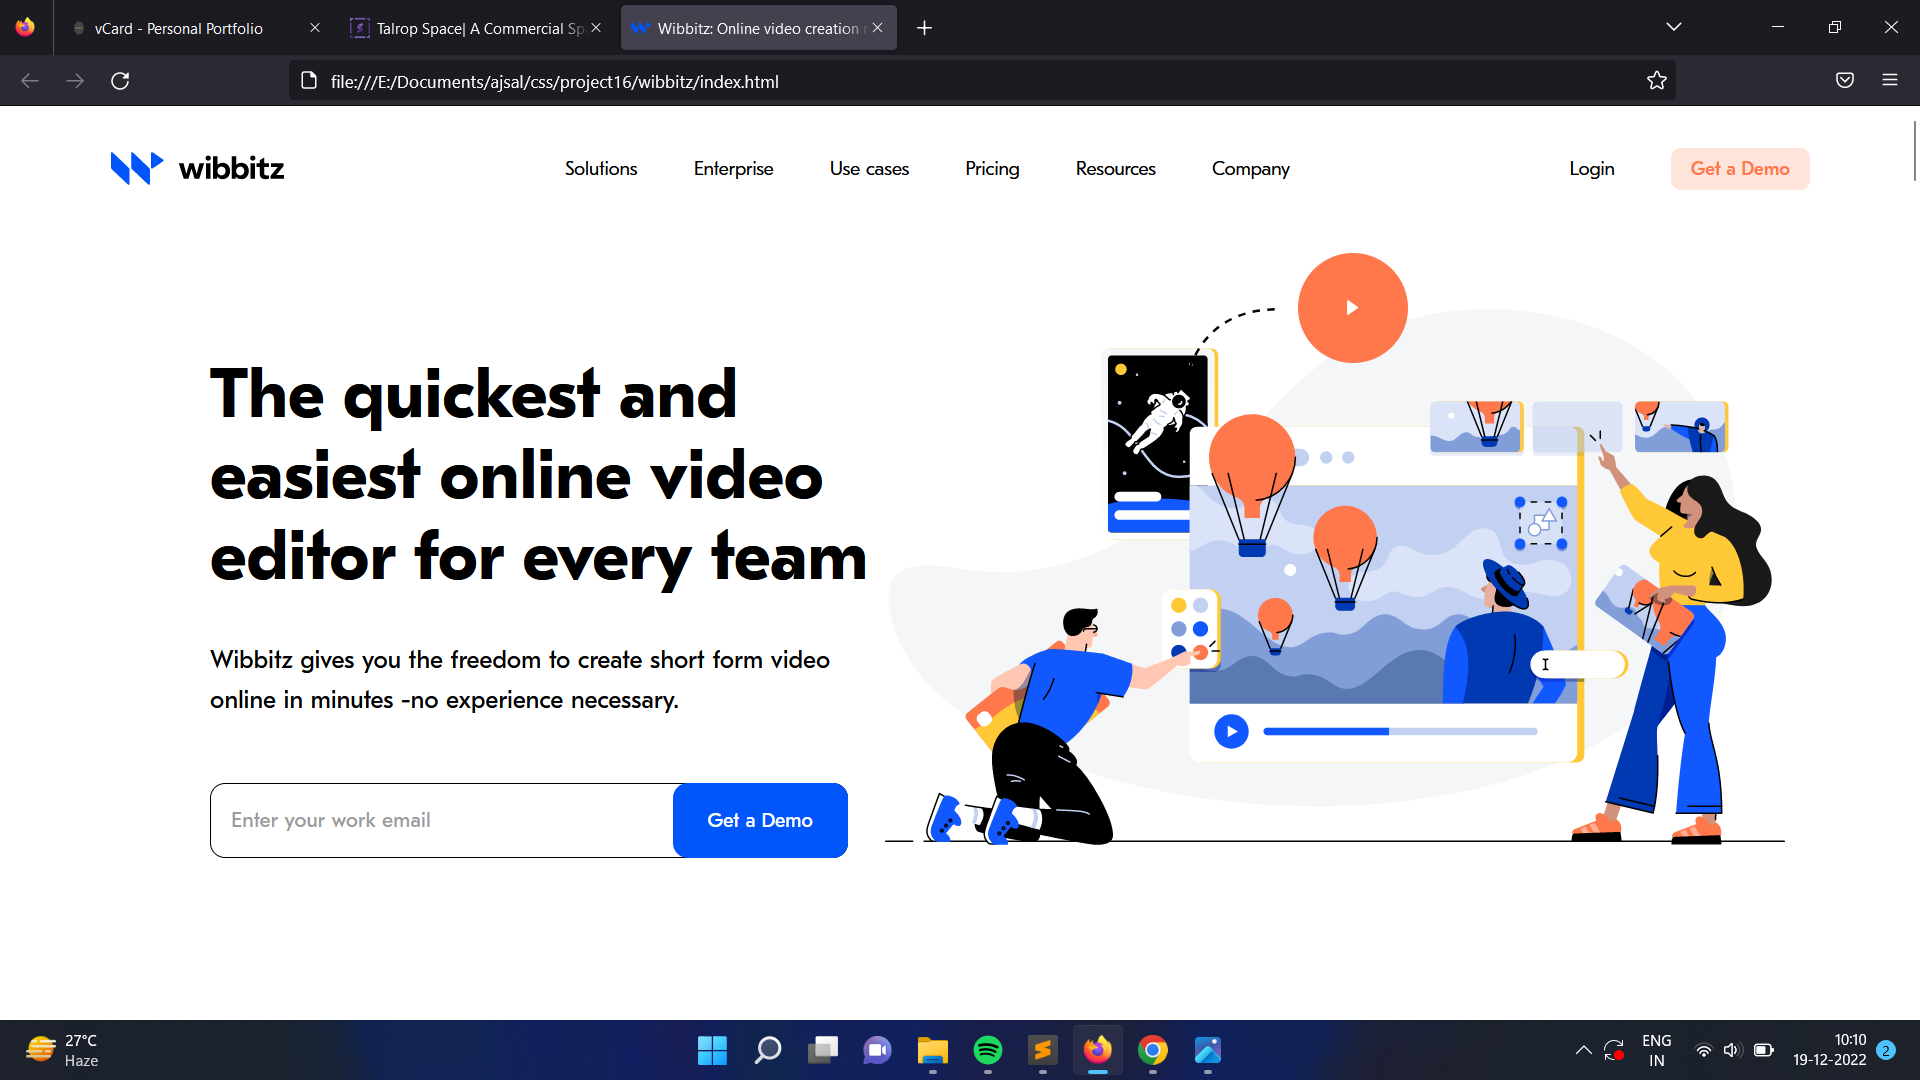 vCard - Personal Portfolio
Talrop Space| A Commercial Sp
Wibbitz: Online video creation
file:///E:/Documents/ajsal/css/project16/wibbitz/index.html
wibbitz
Solutions Enterprise Use cases Pricing Resources Company
Login
Get a Demo
The quickest and
easiest online video
editor for every team
Wibbitz gives you the freedom to create short form video
online in minutes -no experience necessary.
Enter your work email
Get a Demo
27°C
Haze
ENG
IN
10:10
19-12-2022
2